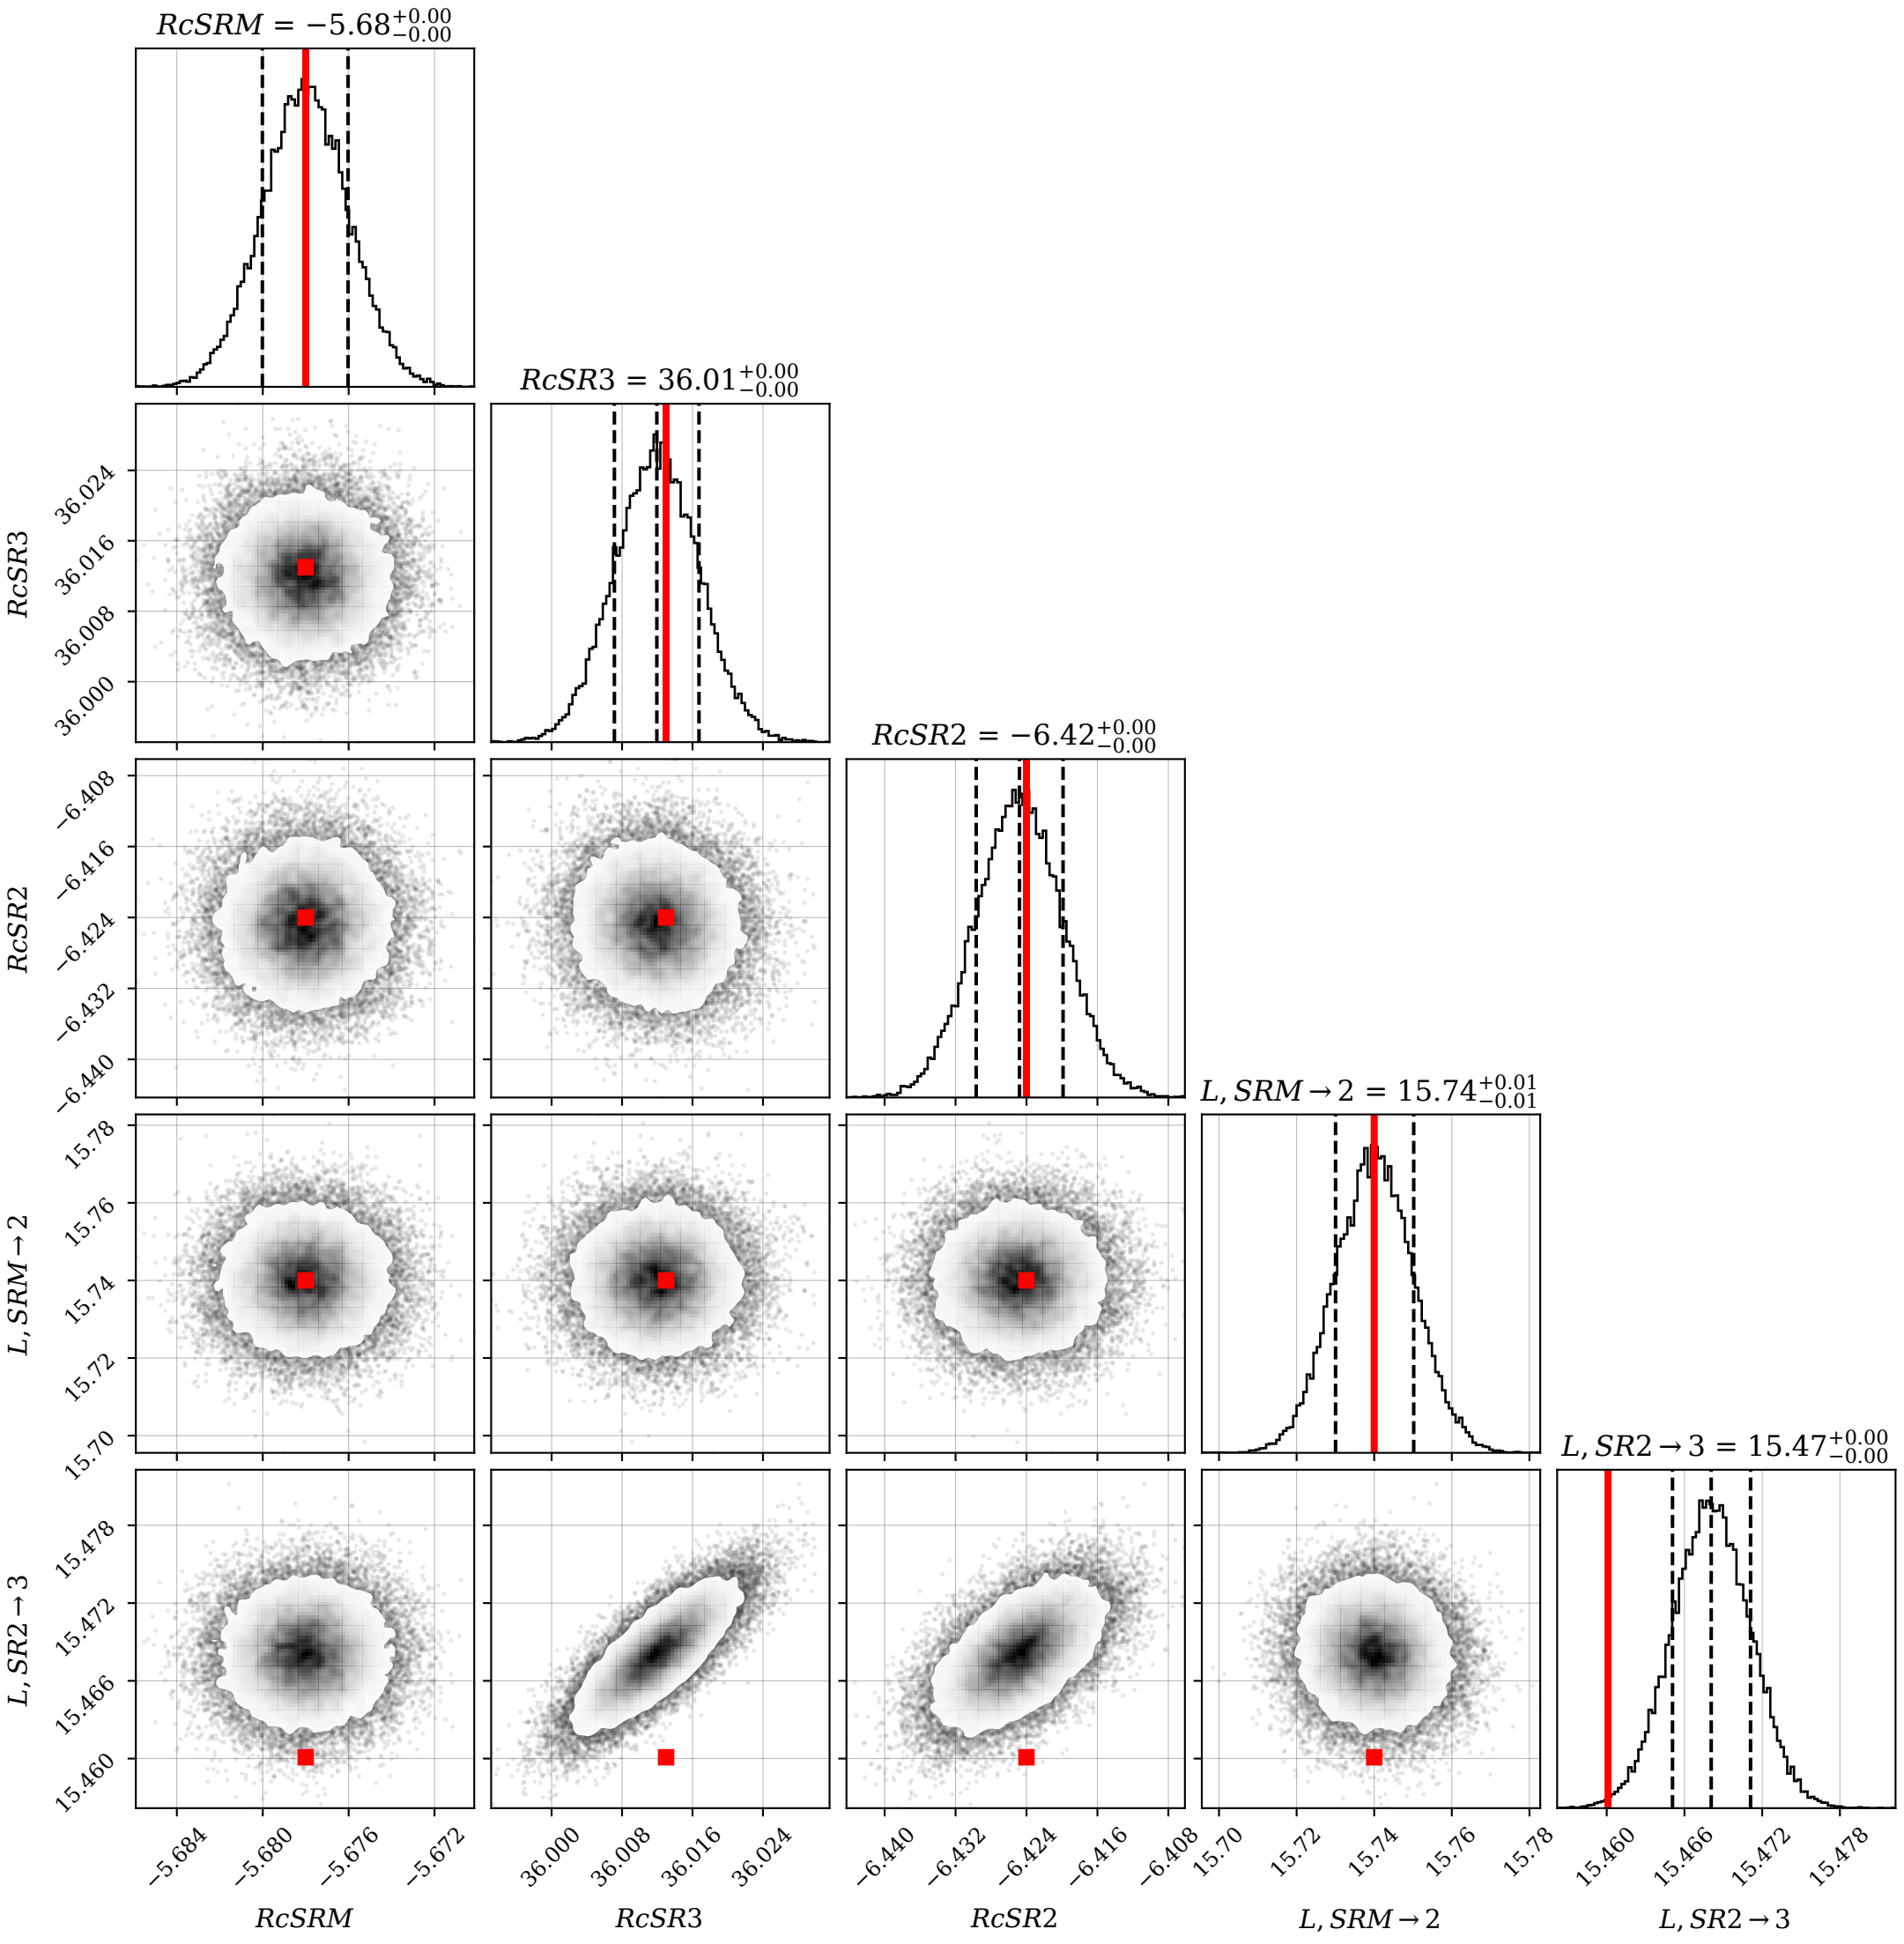 RcSRM = −5.68+0.00−0.00
RcSR3 = 36.01+0.00−0.00
RcSR3
36.024
36.016
36.008
36.000
RcSR2 = −6.42+0.00−0.00
RcSR2
−6.408
−6.416
−6.424
−6.432
−6.440
L, SRM → 2 = 15.74+0.01−0.01
L, SRM → 2
15.78
15.76
15.74
15.72
15.70
L, SR2 → 3 = 15.47+0.00−0.00
L, SR2 → 3
15.478
15.472
15.466
15.460
−5.684 −5.680 −5.676 −5.672 36.000 36.008 36.016 36.024 −6.440 −6.432 −6.424 −6.416 −6.408 15.70 15.72 15.74 15.76 15.78 15.460 15.466 15.472 15.478
RcSRM RcSR3 RcSR2 L, SRM → 2 L, SR2 → 3